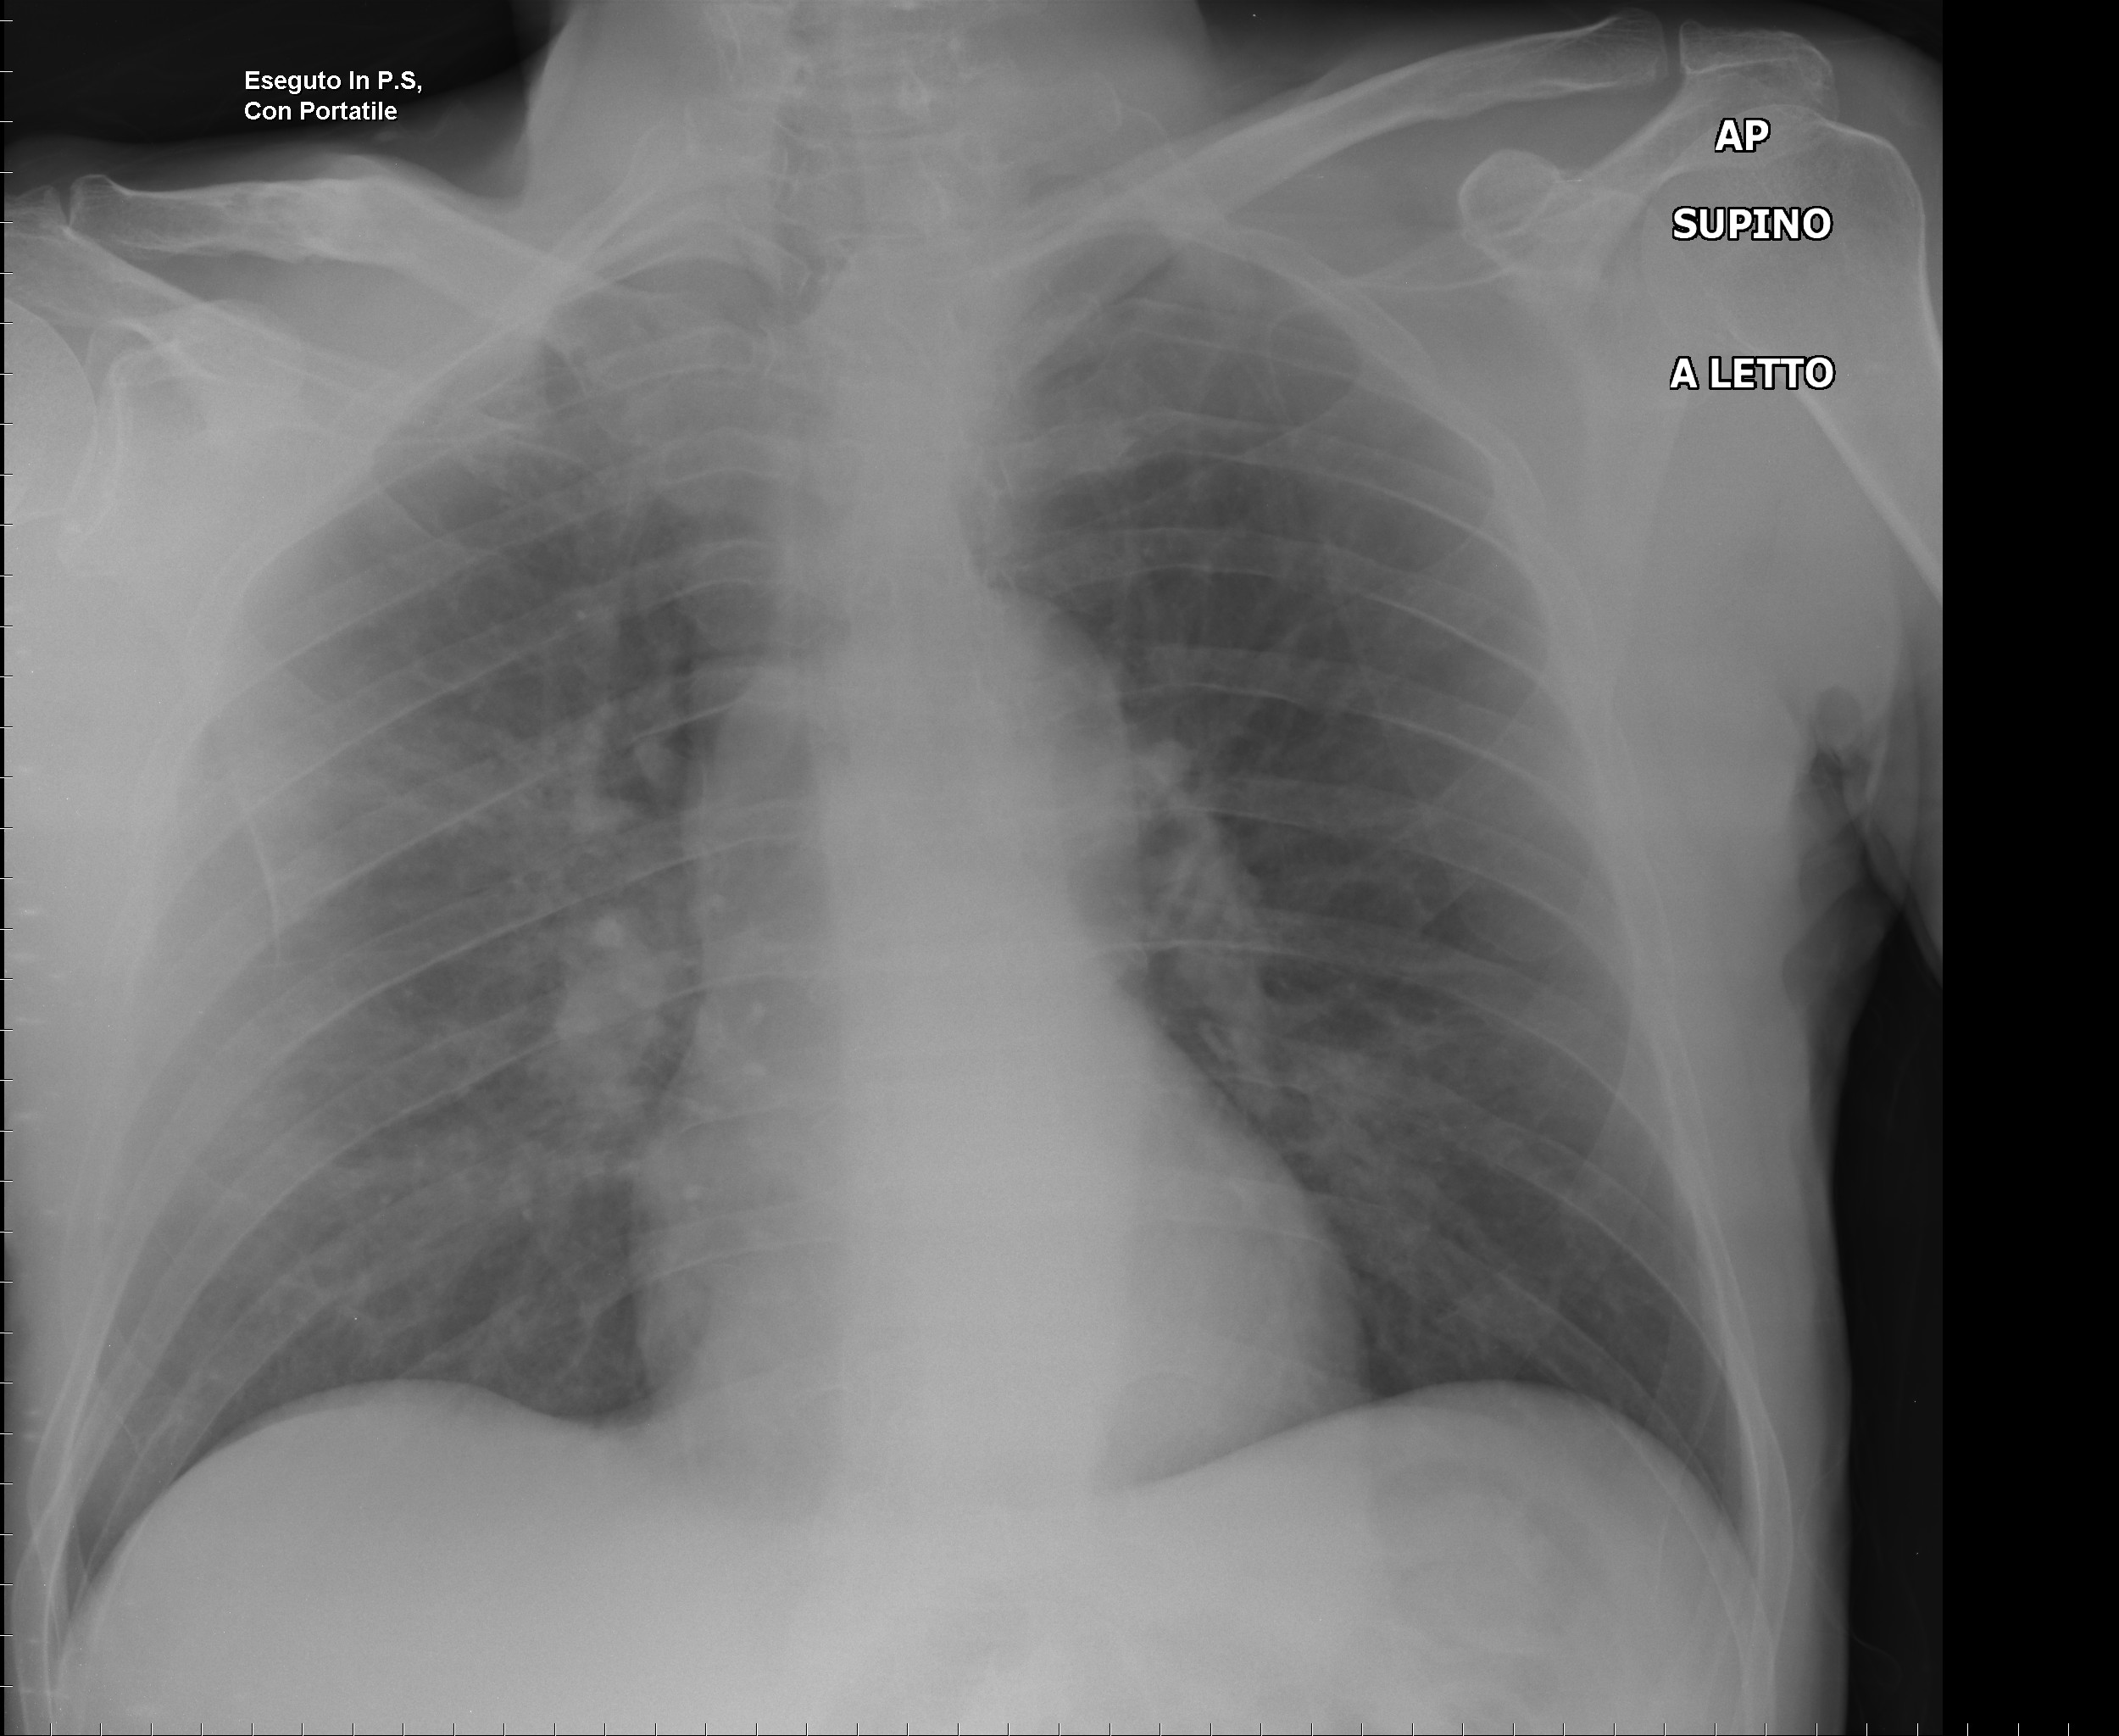 Eseguto In P.S,
Con Portatile
AP
SUPINO
A LETTO